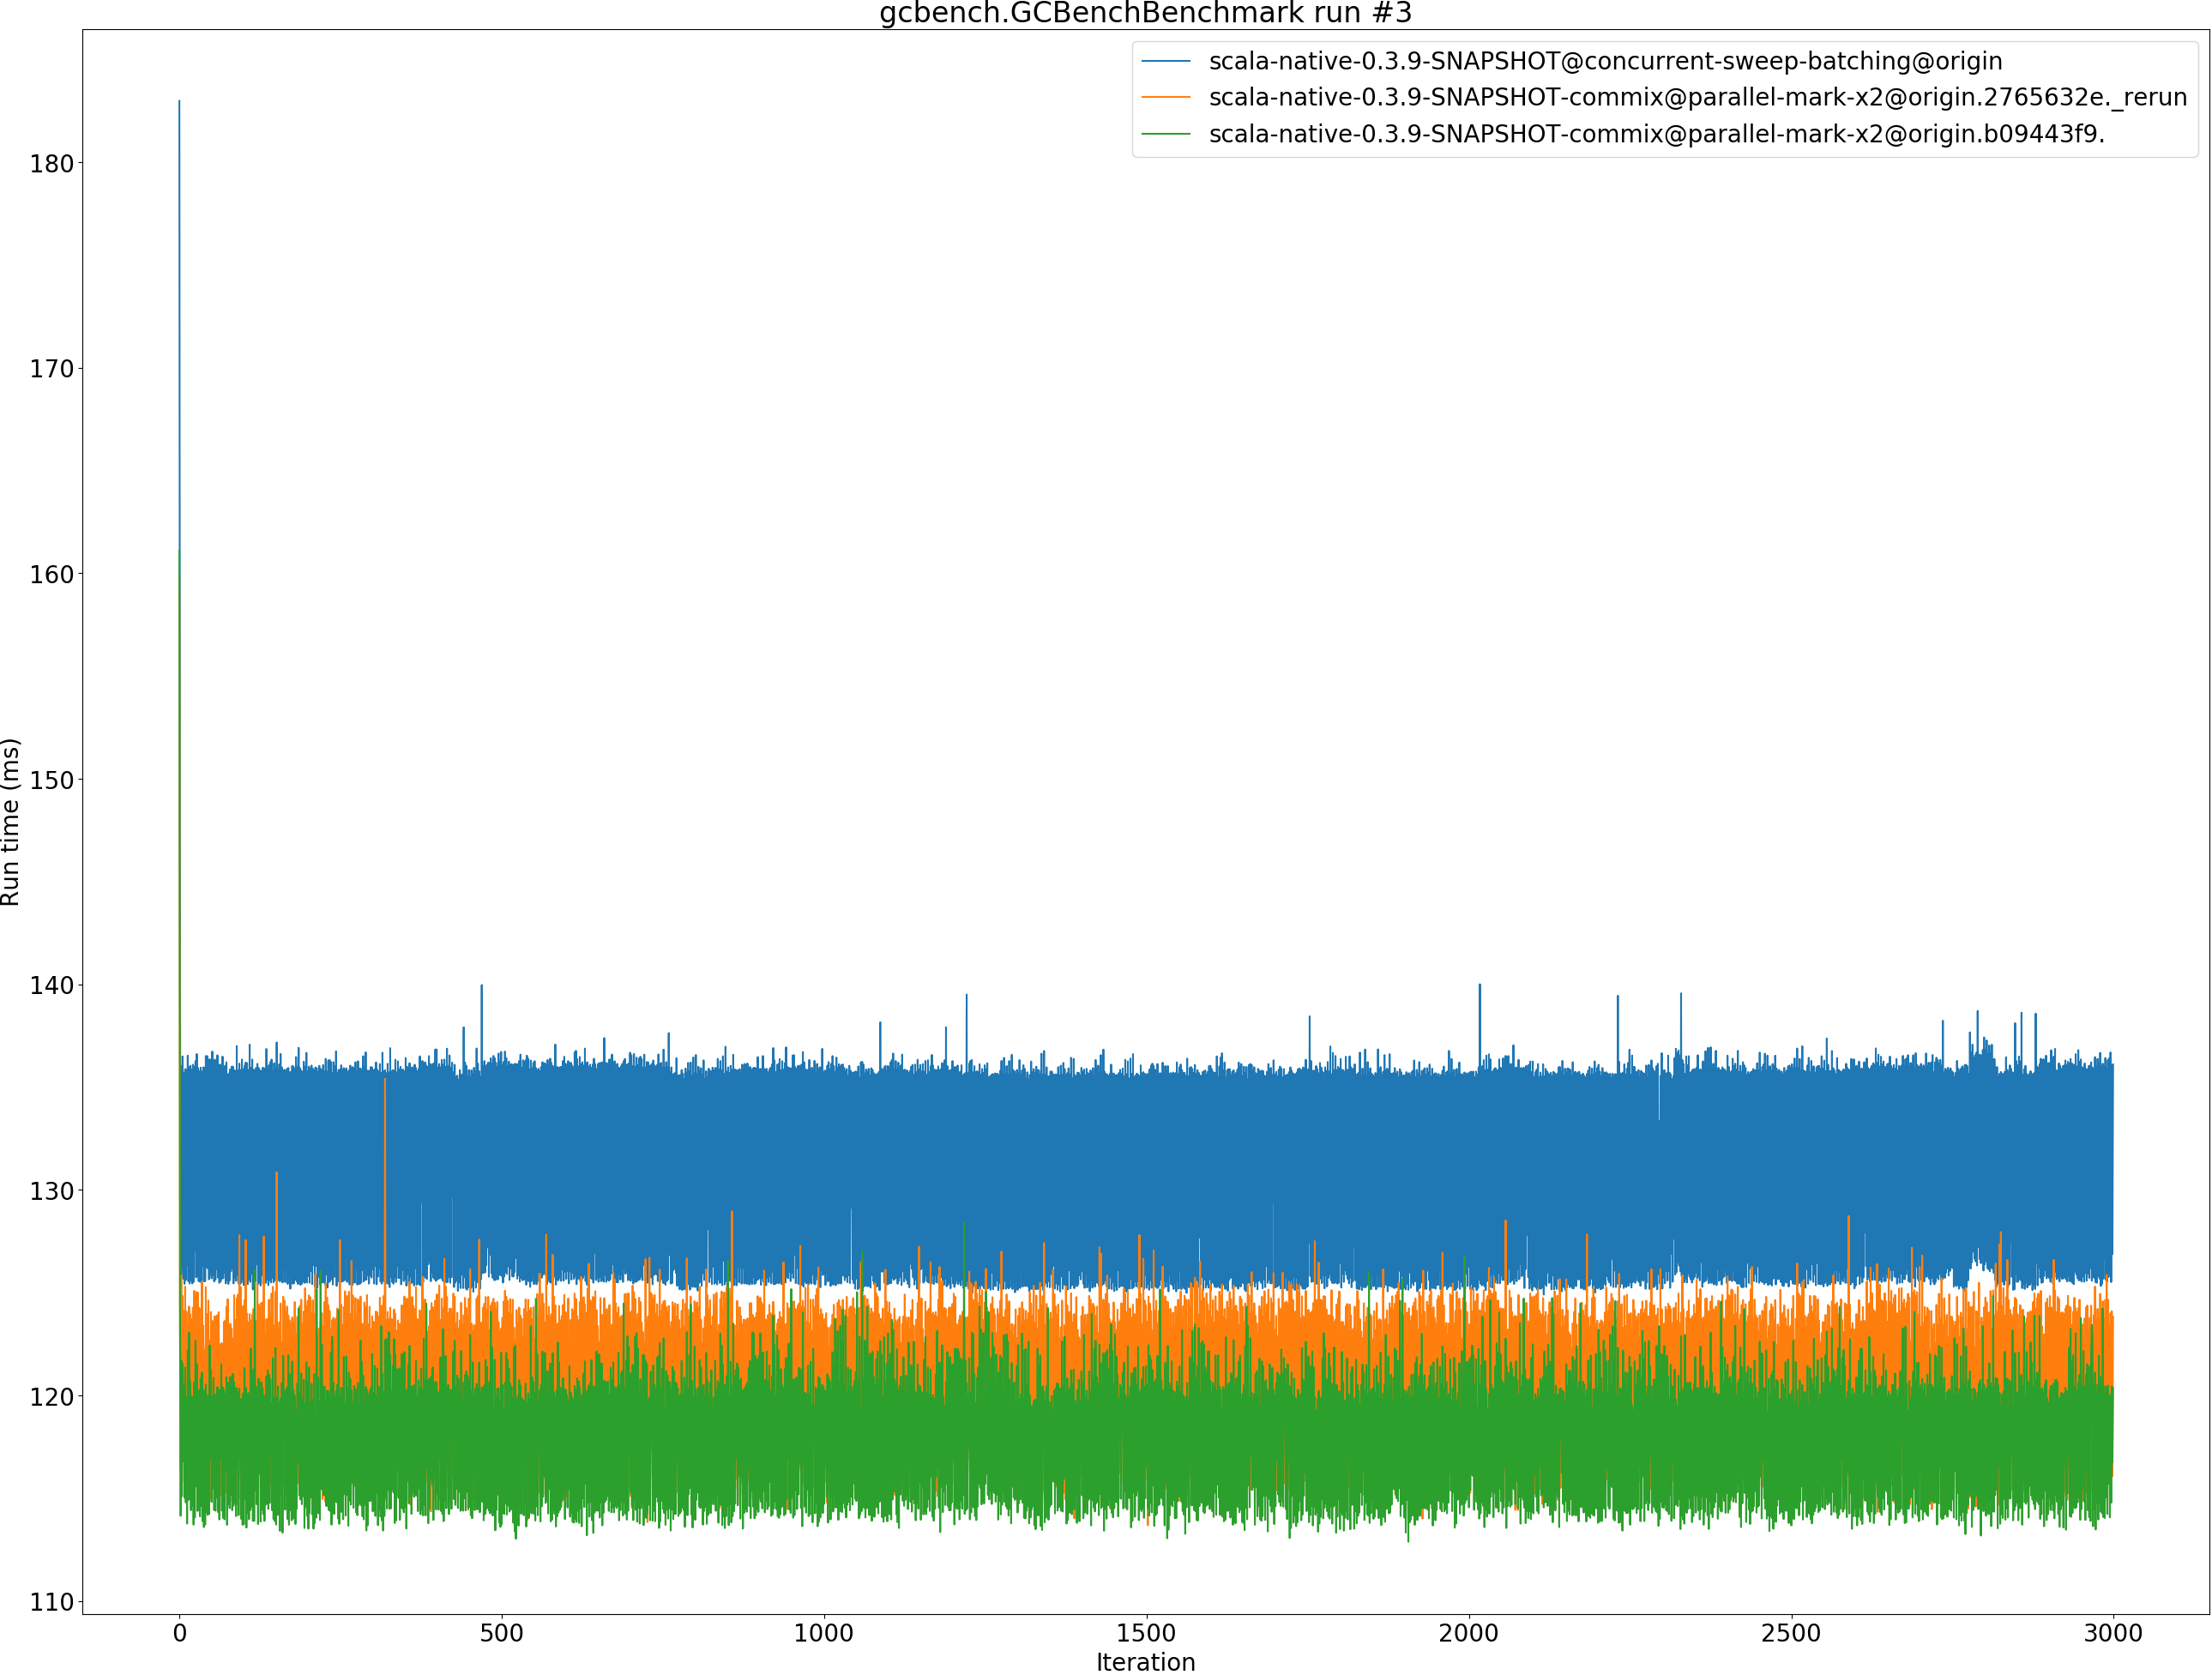 gcbench.GCBenchBenchmark run #3
scala-native-0.3.9-SNAPSHOT@concurrent-sweep-batching@origin
scala-native-0.3.9-SNAPSHOT-commix@parallel-mark-x2@origin.2765632e._rerun
scala-native-0.3.9-SNAPSHOT-commix@parallel-mark-x2@origin.b09443f9.
Run time (ms)
180
170
160
150
140
130
120
110
0 500 1000 1500 2000 2500 3000
Iteration